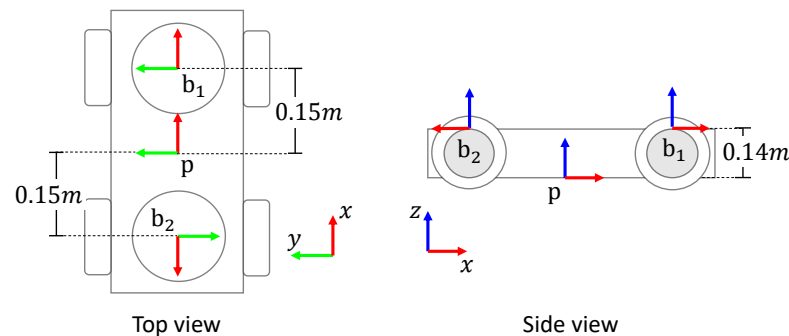 b₁
0.15m
p
0.15m
b₂
y
x
Top view
b₂
b₁
0.14m
p
z
x
Side view